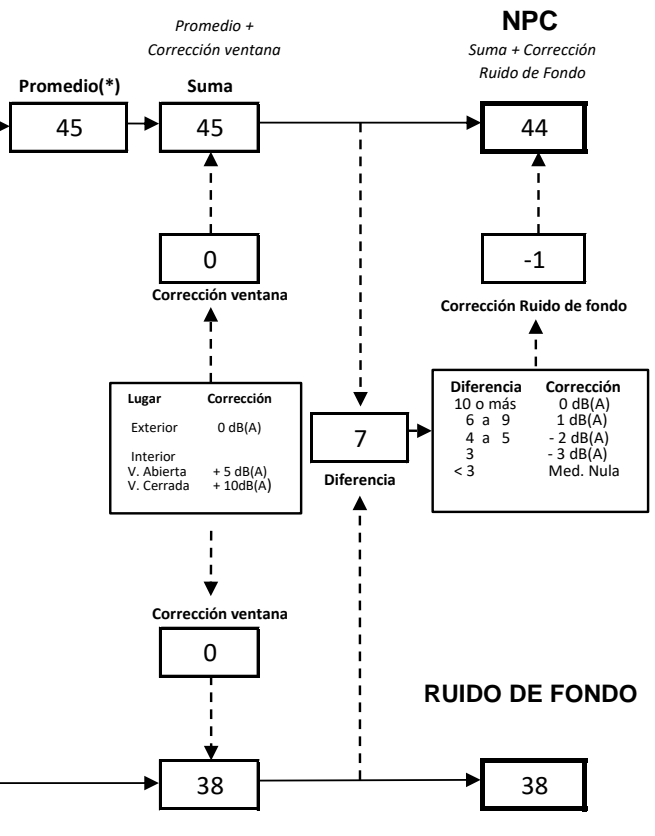 Promedio +
Corrección ventana
NPC
Suma + Corrección
Ruido de Fondo
Promedio(*)
Suma
45
45
44
0
-1
Corrección ventana
Corrección Ruido de fondo
Lugar Corrección
Exterior 0 dB(A)
Interior
V. Abierta + 5 dB(A)
V. Cerrada + 10dB(A)
7
Diferencia
Diferencia Corrección
10 o más 0 dB(A)
6 a 9 1 dB(A)
4 a 5 - 2 dB(A)
3 - 3 dB(A)
< 3 Med. Nula
Corrección ventana
0
RUIDO DE FONDO
38
38